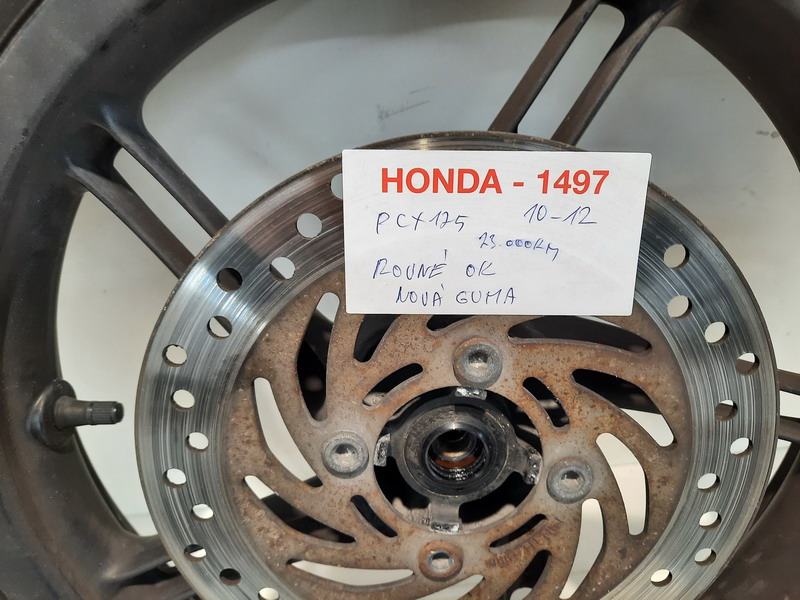 HONDA - 1497
PCX125 10-12
23.000KM
ROVNÉ OK
NOVÁ GUMA